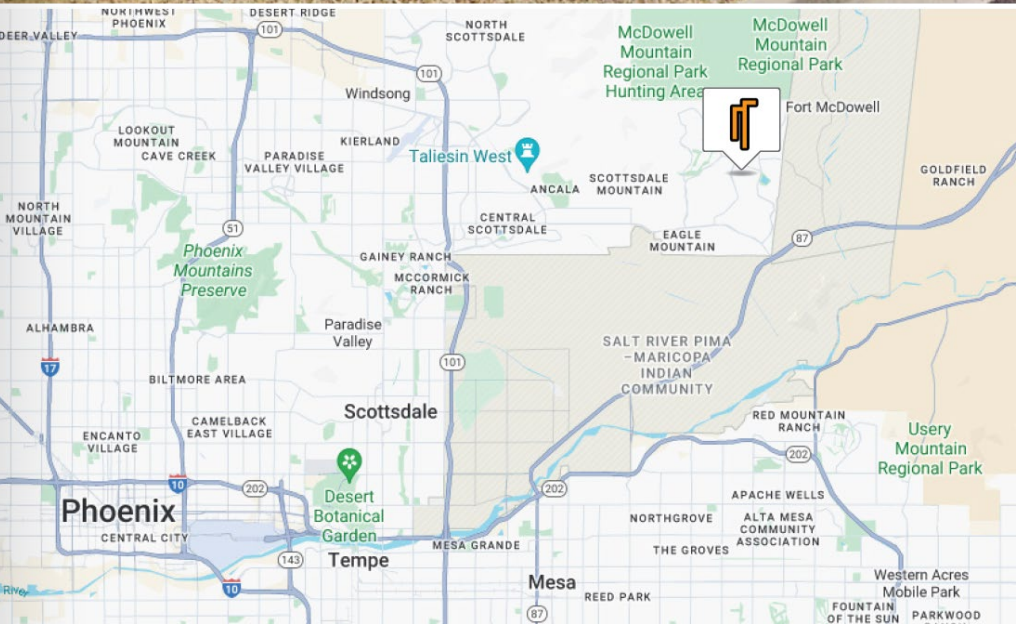 NORTHWEST
PHOENIX
DESERT RIDGE
DEER VALLEY
101
NORTH
SCOTTSDALE
McDowell
Mountain
Regional Park
Hunting Area
McDowell
Mountain
Regional Park
101
Windsong
Fort McDowell
LOOKOUT
MOUNTAIN
CAVE CREEK
KIERLAND
PARADISE
VALLEY VILLAGE
Taliesin West
ANCALA
SCOTTSDALE
MOUNTAIN
GOLDFIELD
RANCH
NORTH
MOUNTAIN
VILLAGE
51
CENTRAL
SCOTTSDALE
EAGLE
MOUNTAIN
87
Phoenix
Mountains
Preserve
GAINEY RANCH
MCCORMICK
RANCH
ALHAMBRA
Paradise
Valley
SALT RIVER PIMA
–MARICOPA
INDIAN
COMMUNITY
17
101
BILTMORE AREA
Scottsdale
CAMELBACK
EAST VILLAGE
RED MOUNTAIN
RANCH
ENCANTO
VILLAGE
Usery
Mountain
Regional Park
202
10
202
202
Desert
Botanical
Garden
APACHE WELLS
Phoenix
CENTRAL CITY
NORTHGROVE
ALTA MESA
COMMUNITY
ASSOCIATION
MESA GRANDE
THE GROVES
143
Tempe
Mesa
Western Acres
Mobile Park
River
10
REED PARK
87
FOUNTAIN
OF THE SUN
PARKWOOD